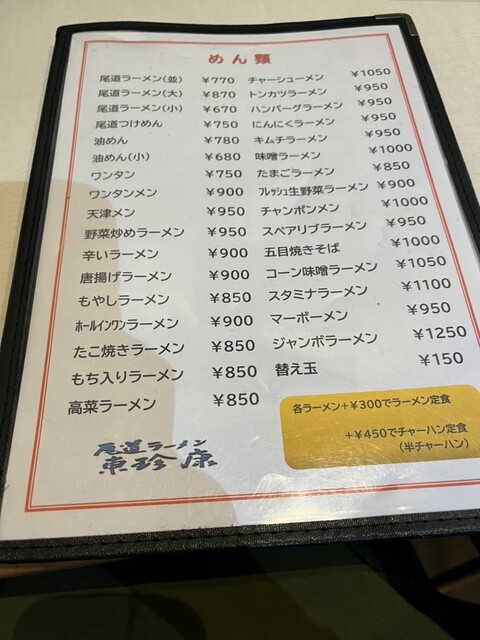 めん類
尾道ラーメン(並) ¥770
尾道ラーメン(大) ¥870
尾道ラーメン(小) ¥670
尾道つけめん ¥750
油めん ¥780
油めん(小) ¥680
ワンタン ¥750
ワンタンメン ¥900
天津メン ¥950
野菜炒めラーメン ¥950
辛いラーメン ¥900
唐揚げラーメン ¥900
もやしラーメン ¥850
ﾎｰﾙｲﾝﾜﾝラーメン ¥900
たこ焼きラーメン ¥850
もち入りラーメン ¥850
高菜ラーメン ¥850
チャーシューメン ¥1050
トンカツラーメン ¥950
ハンバーグラーメン ¥950
にんにくラーメン ¥950
キムチラーメン ¥950
味噌ラーメン ¥1000
たまごラーメン ¥850
ﾌﾚｯｼｭ生野菜ラーメン ¥900
チャンポンメン ¥1000
スペアリブラーメン ¥950
五目焼きそば ¥1000
コーン味噌ラーメン ¥1050
スタミナラーメン ¥1100
マーボーメン ¥950
ジャンボラーメン ¥1250
替え玉 ¥150
各ラーメン+¥300でラーメン定食
+¥450でチャーハン定食
(半チャーハン)
尾道ラーメン
東珍康